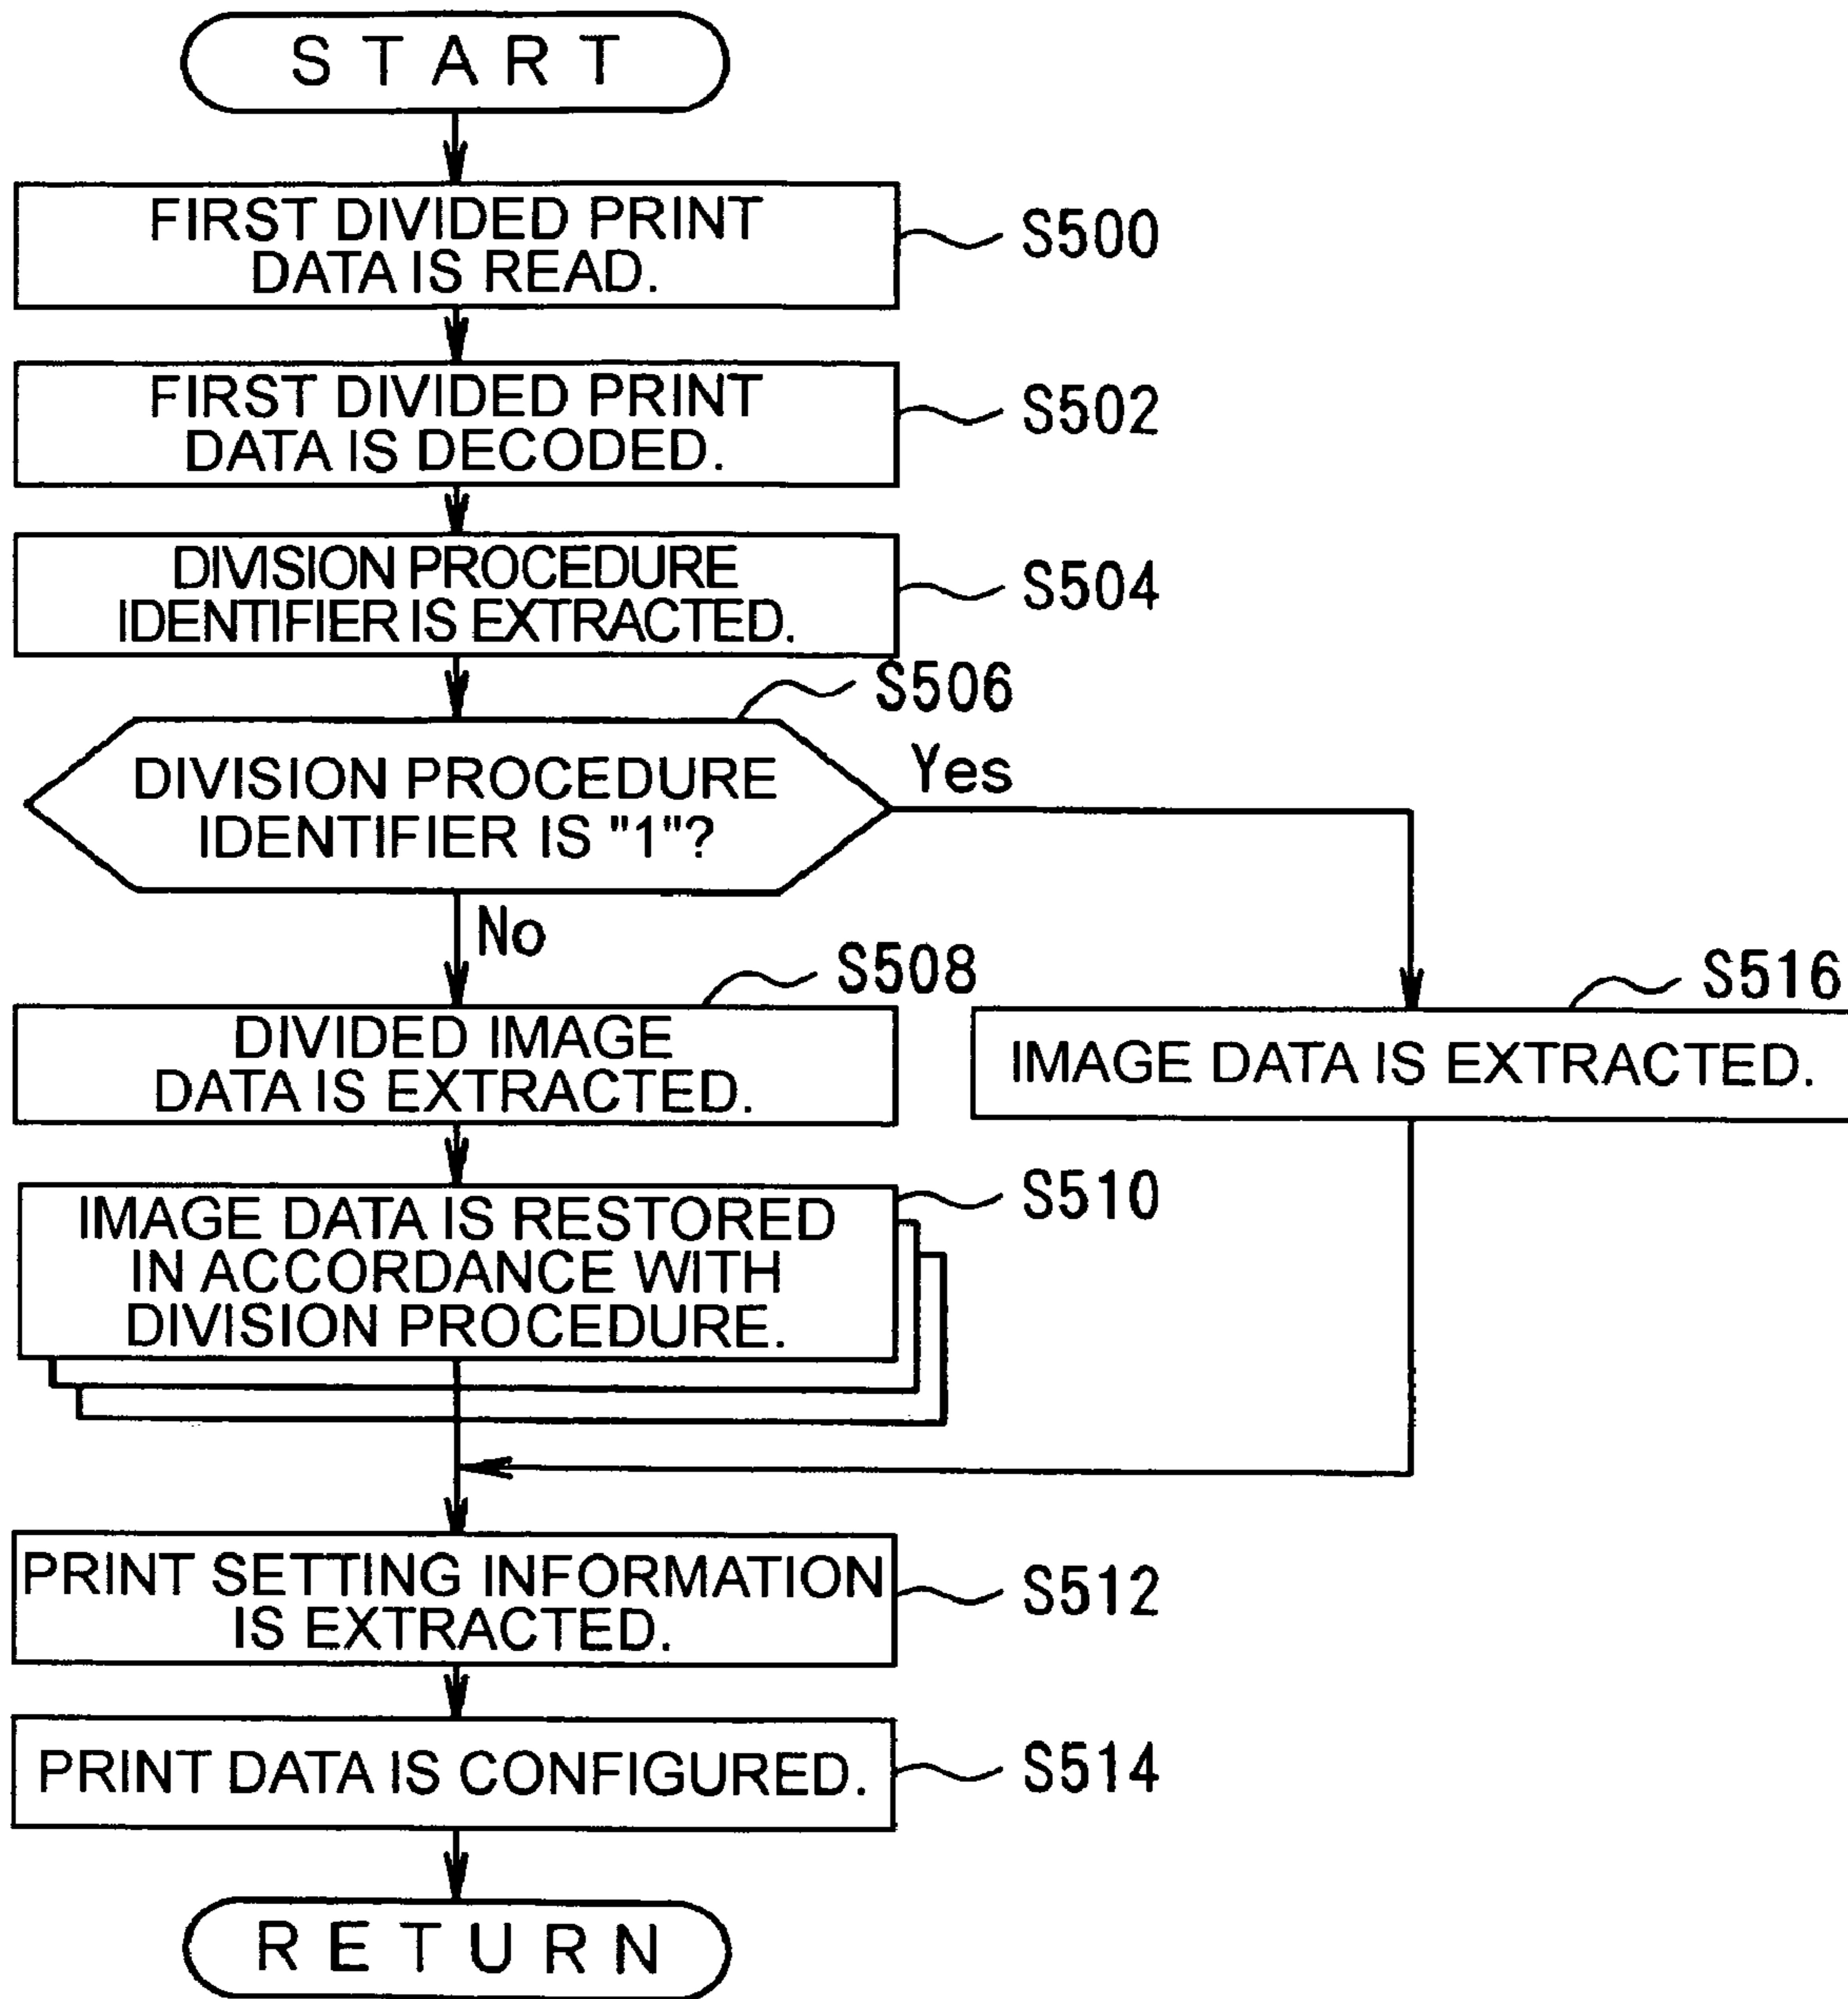 START
FIRST DIVIDED PRINT
DATA IS READ.
S500
FIRST DIVIDED PRINT
DATA IS DECODED.
S502
DIVISION PROCEDURE
IDENTIFIER IS EXTRACTED.
S504
S506
DIVISION PROCEDURE
IDENTIFIER IS "1"?
Yes
No
S508
DIVIDED IMAGE
DATA IS EXTRACTED.
S516
IMAGE DATA IS EXTRACTED.
IMAGE DATA IS RESTORED
IN ACCORDANCE WITH
DIVISION PROCEDURE.
S510
PRINT SETTING INFORMATION
IS EXTRACTED.
S512
PRINT DATA IS CONFIGURED.
S514
RETURN